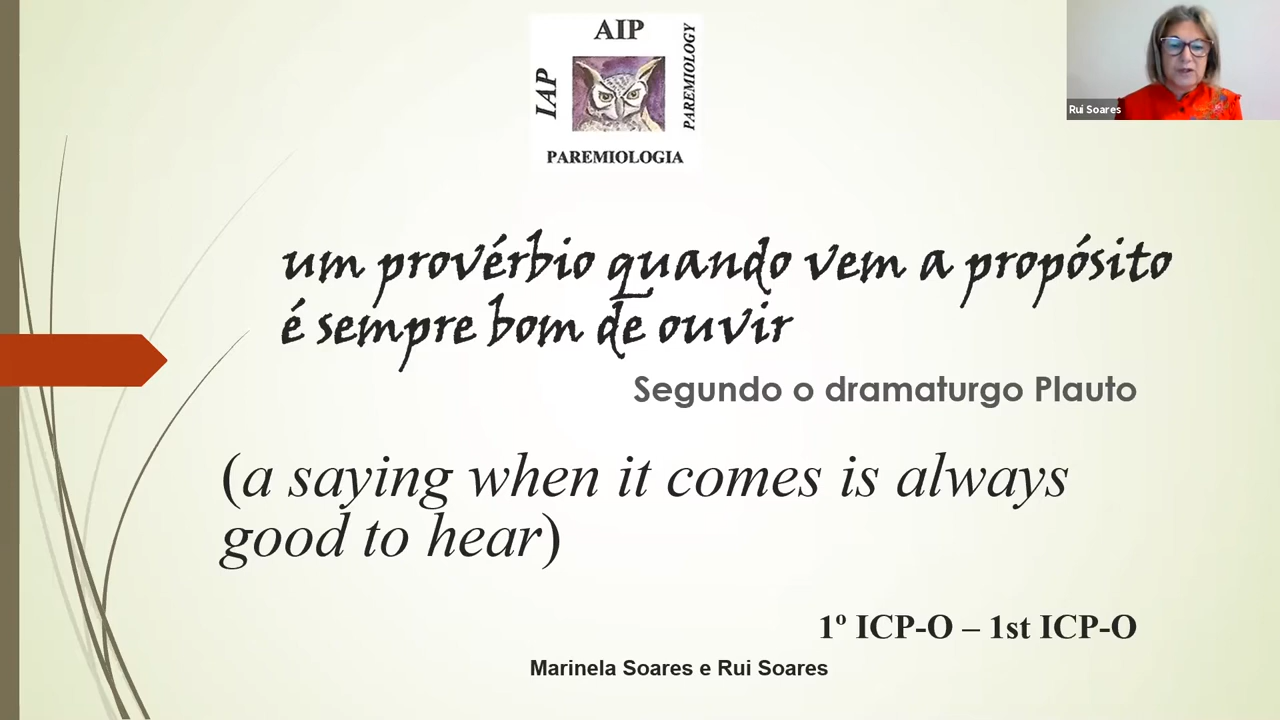 AIP
IAP
PAREMIOLOGY
PAREMIOLOGIA
Rui Soares
um provérbio quando vem a propósito
é sempre bom de ouvir
Segundo o dramaturgo Plauto
(a saying when it comes is always
good to hear)
1º ICP-O – 1st ICP-O
Marinela Soares e Rui Soares